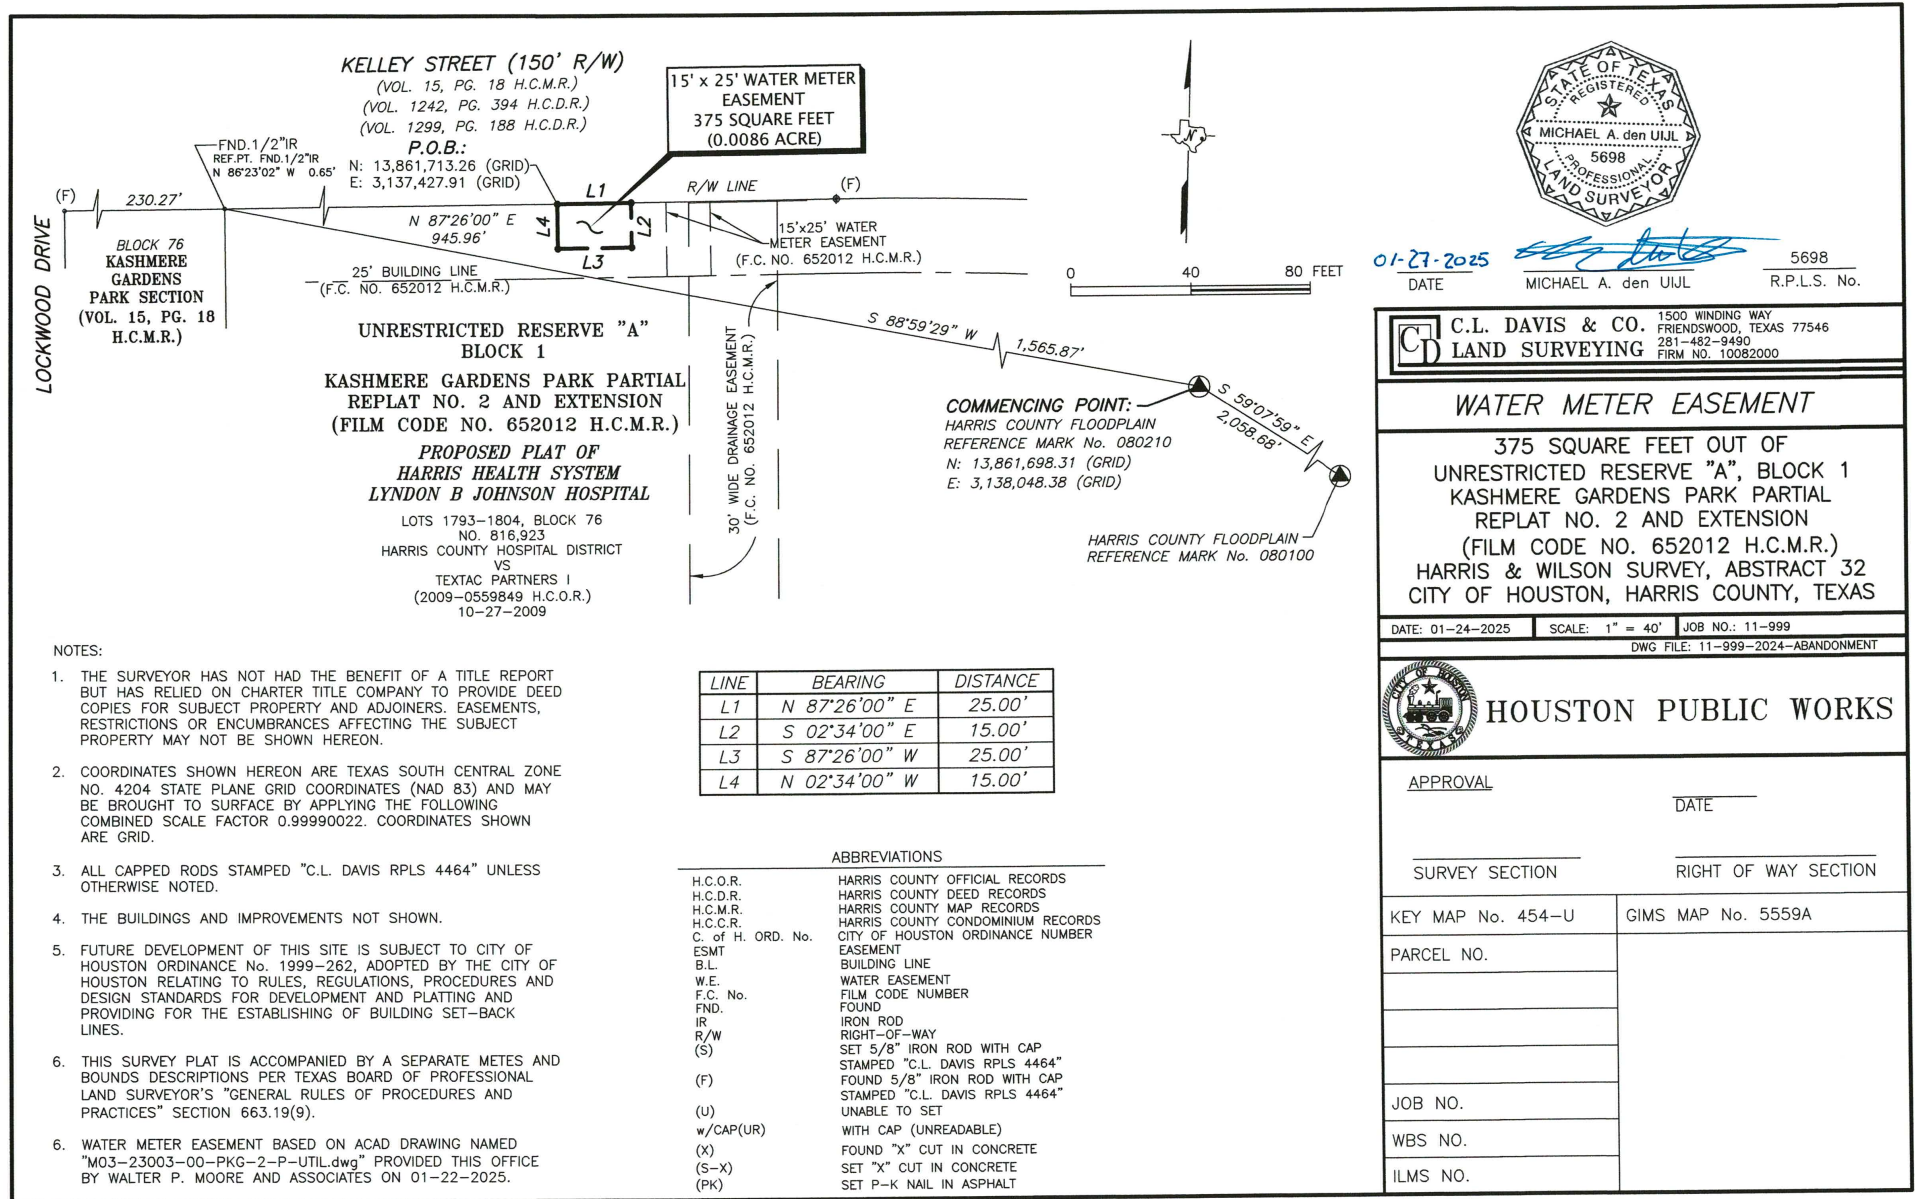 KELLEY STREET (150' R/W)
(VOL. 15, PG. 18 H.C.M.R.)
(VOL. 1242, PG. 394 H.C.D.R.)
(VOL. 1299, PG. 188 H.C.D.R.)
P.O.B.:
N: 13,861,713.26 (GRID)
E: 3,137,427.91 (GRID)
15' x 25' WATER METER
EASEMENT
375 SQUARE FEET
(0.0086 ACRE)
FND.1/2"IR
REF.PT. FND.1/2"IR
N 86°23'02" W 0.65'
(F)
230.27'
N 87°26'00" E
945.96'
L1
L2
L3
L4
R/W LINE
(F)
15'x25' WATER
METER EASEMENT
(F.C. NO. 652012 H.C.M.R.)
LOCKWOOD DRIVE
BLOCK 76
KASHMERE
GARDENS
PARK SECTION
(VOL. 15, PG. 18
H.C.M.R.)
25' BUILDING LINE
(F.C. NO. 652012 H.C.M.R.)
UNRESTRICTED RESERVE "A"
BLOCK 1
KASHMERE GARDENS PARK PARTIAL
REPLAT NO. 2 AND EXTENSION
(FILM CODE NO. 652012 H.C.M.R.)
PROPOSED PLAT OF
HARRIS HEALTH SYSTEM
LYNDON B JOHNSON HOSPITAL
LOTS 1793-1804, BLOCK 76
NO. 816,923
HARRIS COUNTY HOSPITAL DISTRICT
VS
TEXTAC PARTNERS I
(2009-0559849 H.C.O.R.)
10-27-2009
30' WIDE DRAINAGE EASEMENT
(F.C. NO. 652012 H.C.M.R.)
N
0 40 80 FEET
S 88°59'29" W
1,565.87'
S 59°07'59" E
2,058.68'
COMMENCING POINT:
HARRIS COUNTY FLOODPLAIN
REFERENCE MARK No. 080210
N: 13,861,698.31 (GRID)
E: 3,138,048.38 (GRID)
HARRIS COUNTY FLOODPLAIN
REFERENCE MARK No. 080100
NOTES:
1. THE SURVEYOR HAS NOT HAD THE BENEFIT OF A TITLE REPORT
BUT HAS RELIED ON CHARTER TITLE COMPANY TO PROVIDE DEED
COPIES FOR SUBJECT PROPERTY AND ADJOINERS. EASEMENTS,
RESTRICTIONS OR ENCUMBRANCES AFFECTING THE SUBJECT
PROPERTY MAY NOT BE SHOWN HEREON.
2. COORDINATES SHOWN HEREON ARE TEXAS SOUTH CENTRAL ZONE
NO. 4204 STATE PLANE GRID COORDINATES (NAD 83) AND MAY
BE BROUGHT TO SURFACE BY APPLYING THE FOLLOWING
COMBINED SCALE FACTOR 0.99990022. COORDINATES SHOWN
ARE GRID.
3. ALL CAPPED RODS STAMPED "C.L. DAVIS RPLS 4464" UNLESS
OTHERWISE NOTED.
4. THE BUILDINGS AND IMPROVEMENTS NOT SHOWN.
5. FUTURE DEVELOPMENT OF THIS SITE IS SUBJECT TO CITY OF
HOUSTON ORDINANCE No. 1999-262, ADOPTED BY THE CITY OF
HOUSTON RELATING TO RULES, REGULATIONS, PROCEDURES AND
DESIGN STANDARDS FOR DEVELOPMENT AND PLATTING AND
PROVIDING FOR THE ESTABLISHING OF BUILDING SET-BACK
LINES.
6. THIS SURVEY PLAT IS ACCOMPANIED BY A SEPARATE METES AND
BOUNDS DESCRIPTIONS PER TEXAS BOARD OF PROFESSIONAL
LAND SURVEYOR'S "GENERAL RULES OF PROCEDURES AND
PRACTICES" SECTION 663.19(9).
6. WATER METER EASEMENT BASED ON ACAD DRAWING NAMED
"M03-23003-00-PKG-2-P-UTIL.dwg" PROVIDED THIS OFFICE
BY WALTER P. MOORE AND ASSOCIATES ON 01-22-2025.
LINE BEARING DISTANCE
L1 N 87°26'00" E 25.00'
L2 S 02°34'00" E 15.00'
L3 S 87°26'00" W 25.00'
L4 N 02°34'00" W 15.00'
ABBREVIATIONS
H.C.O.R. HARRIS COUNTY OFFICIAL RECORDS
H.C.D.R. HARRIS COUNTY DEED RECORDS
H.C.M.R. HARRIS COUNTY MAP RECORDS
H.C.C.R. HARRIS COUNTY CONDOMINIUM RECORDS
C. of H. ORD. No. CITY OF HOUSTON ORDINANCE NUMBER
ESMT EASEMENT
B.L. BUILDING LINE
W.E. WATER EASEMENT
F.C. No. FILM CODE NUMBER
FND. FOUND
IR IRON ROD
R/W RIGHT-OF-WAY
(S) SET 5/8" IRON ROD WITH CAP
STAMPED "C.L. DAVIS RPLS 4464"
(F) FOUND 5/8" IRON ROD WITH CAP
STAMPED "C.L. DAVIS RPLS 4464"
(U) UNABLE TO SET
w/CAP(UR) WITH CAP (UNREADABLE)
(X) FOUND "X" CUT IN CONCRETE
(S-X) SET "X" CUT IN CONCRETE
(PK) SET P-K NAIL IN ASPHALT
STATE OF TEXAS
REGISTERED
MICHAEL A. den UIJL
5698
PROFESSIONAL
LAND SURVEYOR
01-27-2025
DATE
MICHAEL A. den UIJL
5698
R.P.L.S. No.
CD
C.L. DAVIS & CO.
LAND SURVEYING
1500 WINDING WAY
FRIENDSWOOD, TEXAS 77546
281-482-9490
FIRM NO. 10082000
WATER METER EASEMENT
375 SQUARE FEET OUT OF
UNRESTRICTED RESERVE "A", BLOCK 1
KASHMERE GARDENS PARK PARTIAL
REPLAT NO. 2 AND EXTENSION
(FILM CODE NO. 652012 H.C.M.R.)
HARRIS & WILSON SURVEY, ABSTRACT 32
CITY OF HOUSTON, HARRIS COUNTY, TEXAS
DATE: 01-24-2025 SCALE: 1" = 40' JOB NO.: 11-999
DWG FILE: 11-999-2024-ABANDONMENT
CITY OF HOUSTON
TEXAS
HOUSTON PUBLIC WORKS
APPROVAL
DATE
SURVEY SECTION
RIGHT OF WAY SECTION
KEY MAP No. 454-U GIMS MAP No. 5559A
PARCEL NO.
JOB NO.
WBS NO.
ILMS NO.